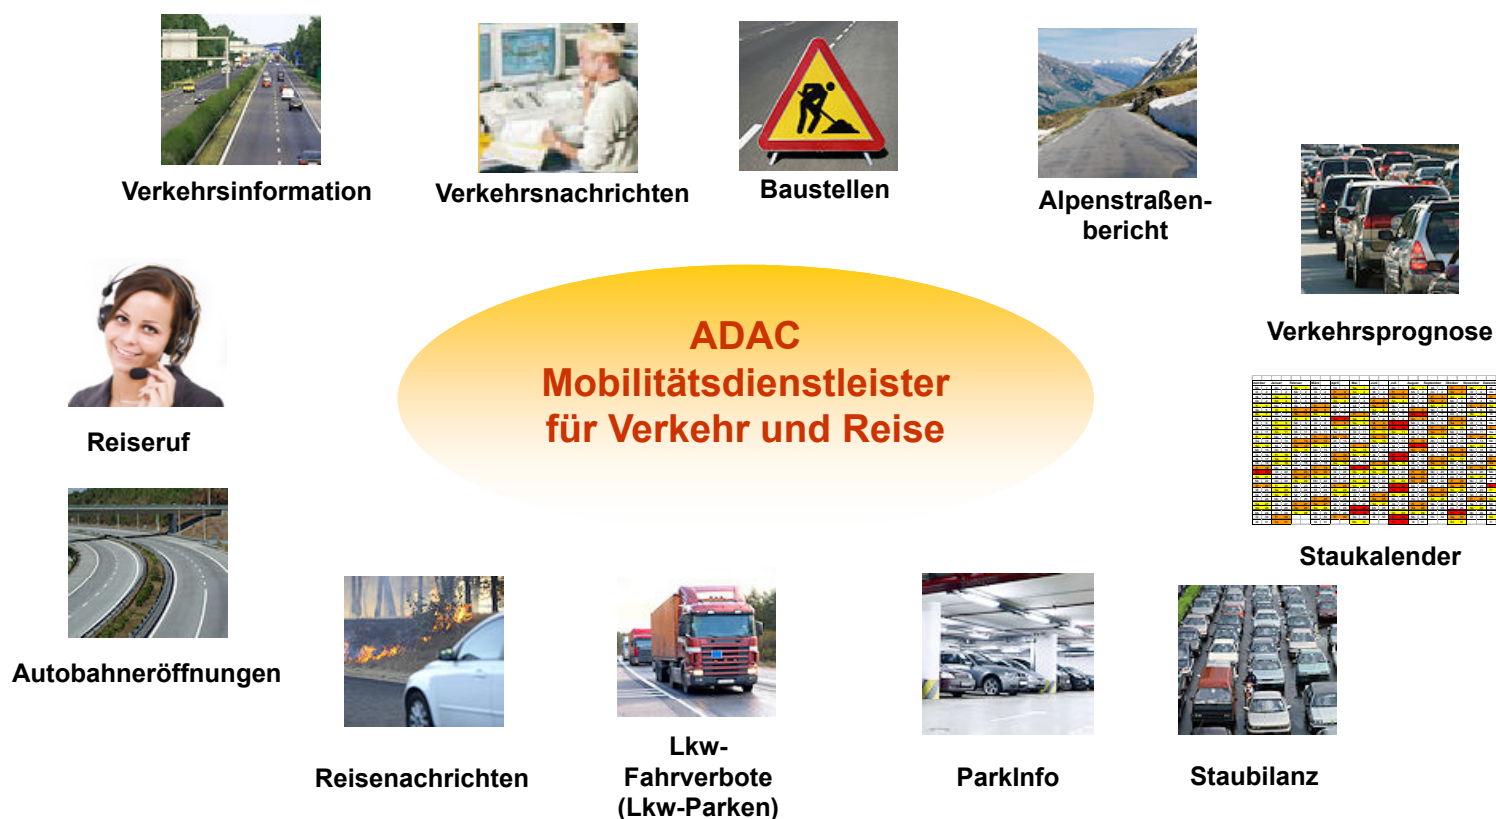 Verkehrsinformation
Verkehrsnachrichten
Baustellen
Alpenstraßen-
bericht
Verkehrsprognose
ADAC
Mobilitätsdienstleister
für Verkehr und Reise
Reiseruf
Staukalender
Autobahneröffnungen
Reisenachrichten
Lkw-
Fahrverbote
(Lkw-Parken)
ParkInfo
Staubilanz